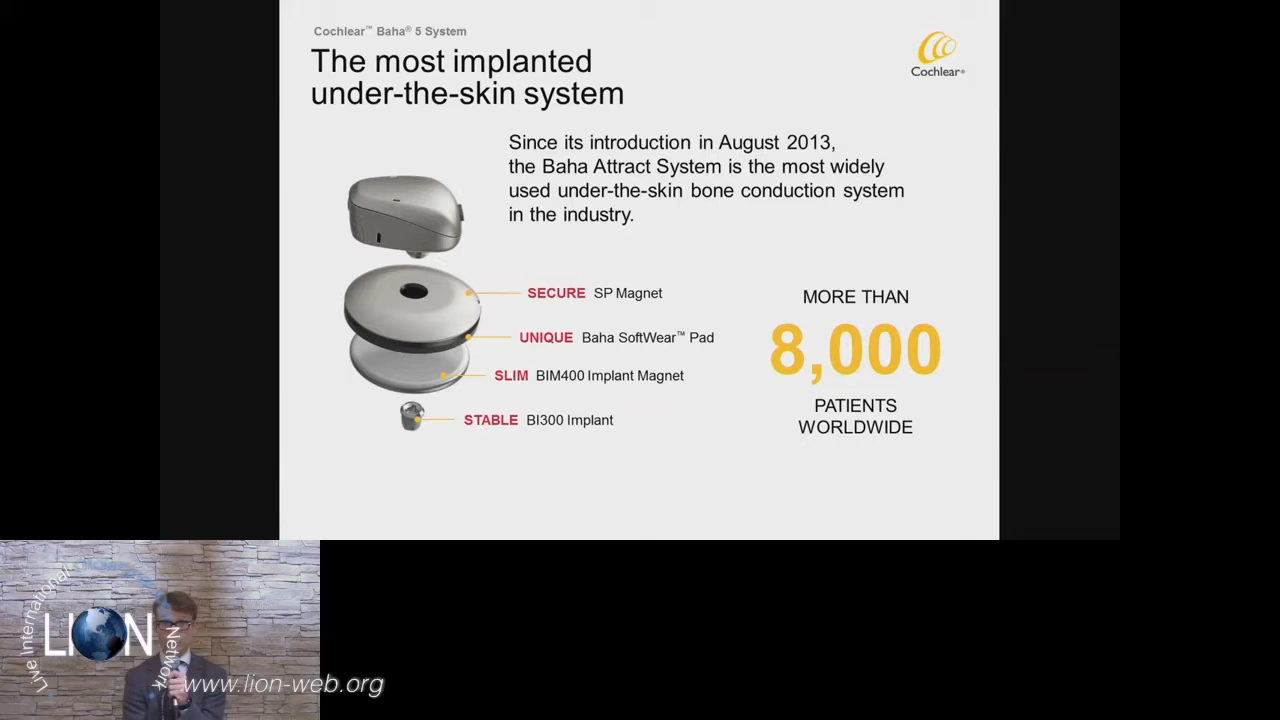 Cochlear™ Baha® 5 System
The most implanted
under-the-skin system
Cochlear®
Since its introduction in August 2013,
the Baha Attract System is the most widely
used under-the-skin bone conduction system
in the industry.
SECURE SP Magnet
UNIQUE Baha SoftWear™ Pad
SLIM BIM400 Implant Magnet
STABLE BI300 Implant
MORE THAN
8,000
PATIENTS
WORLDWIDE
Live International
LION
Network
www.lion-web.org